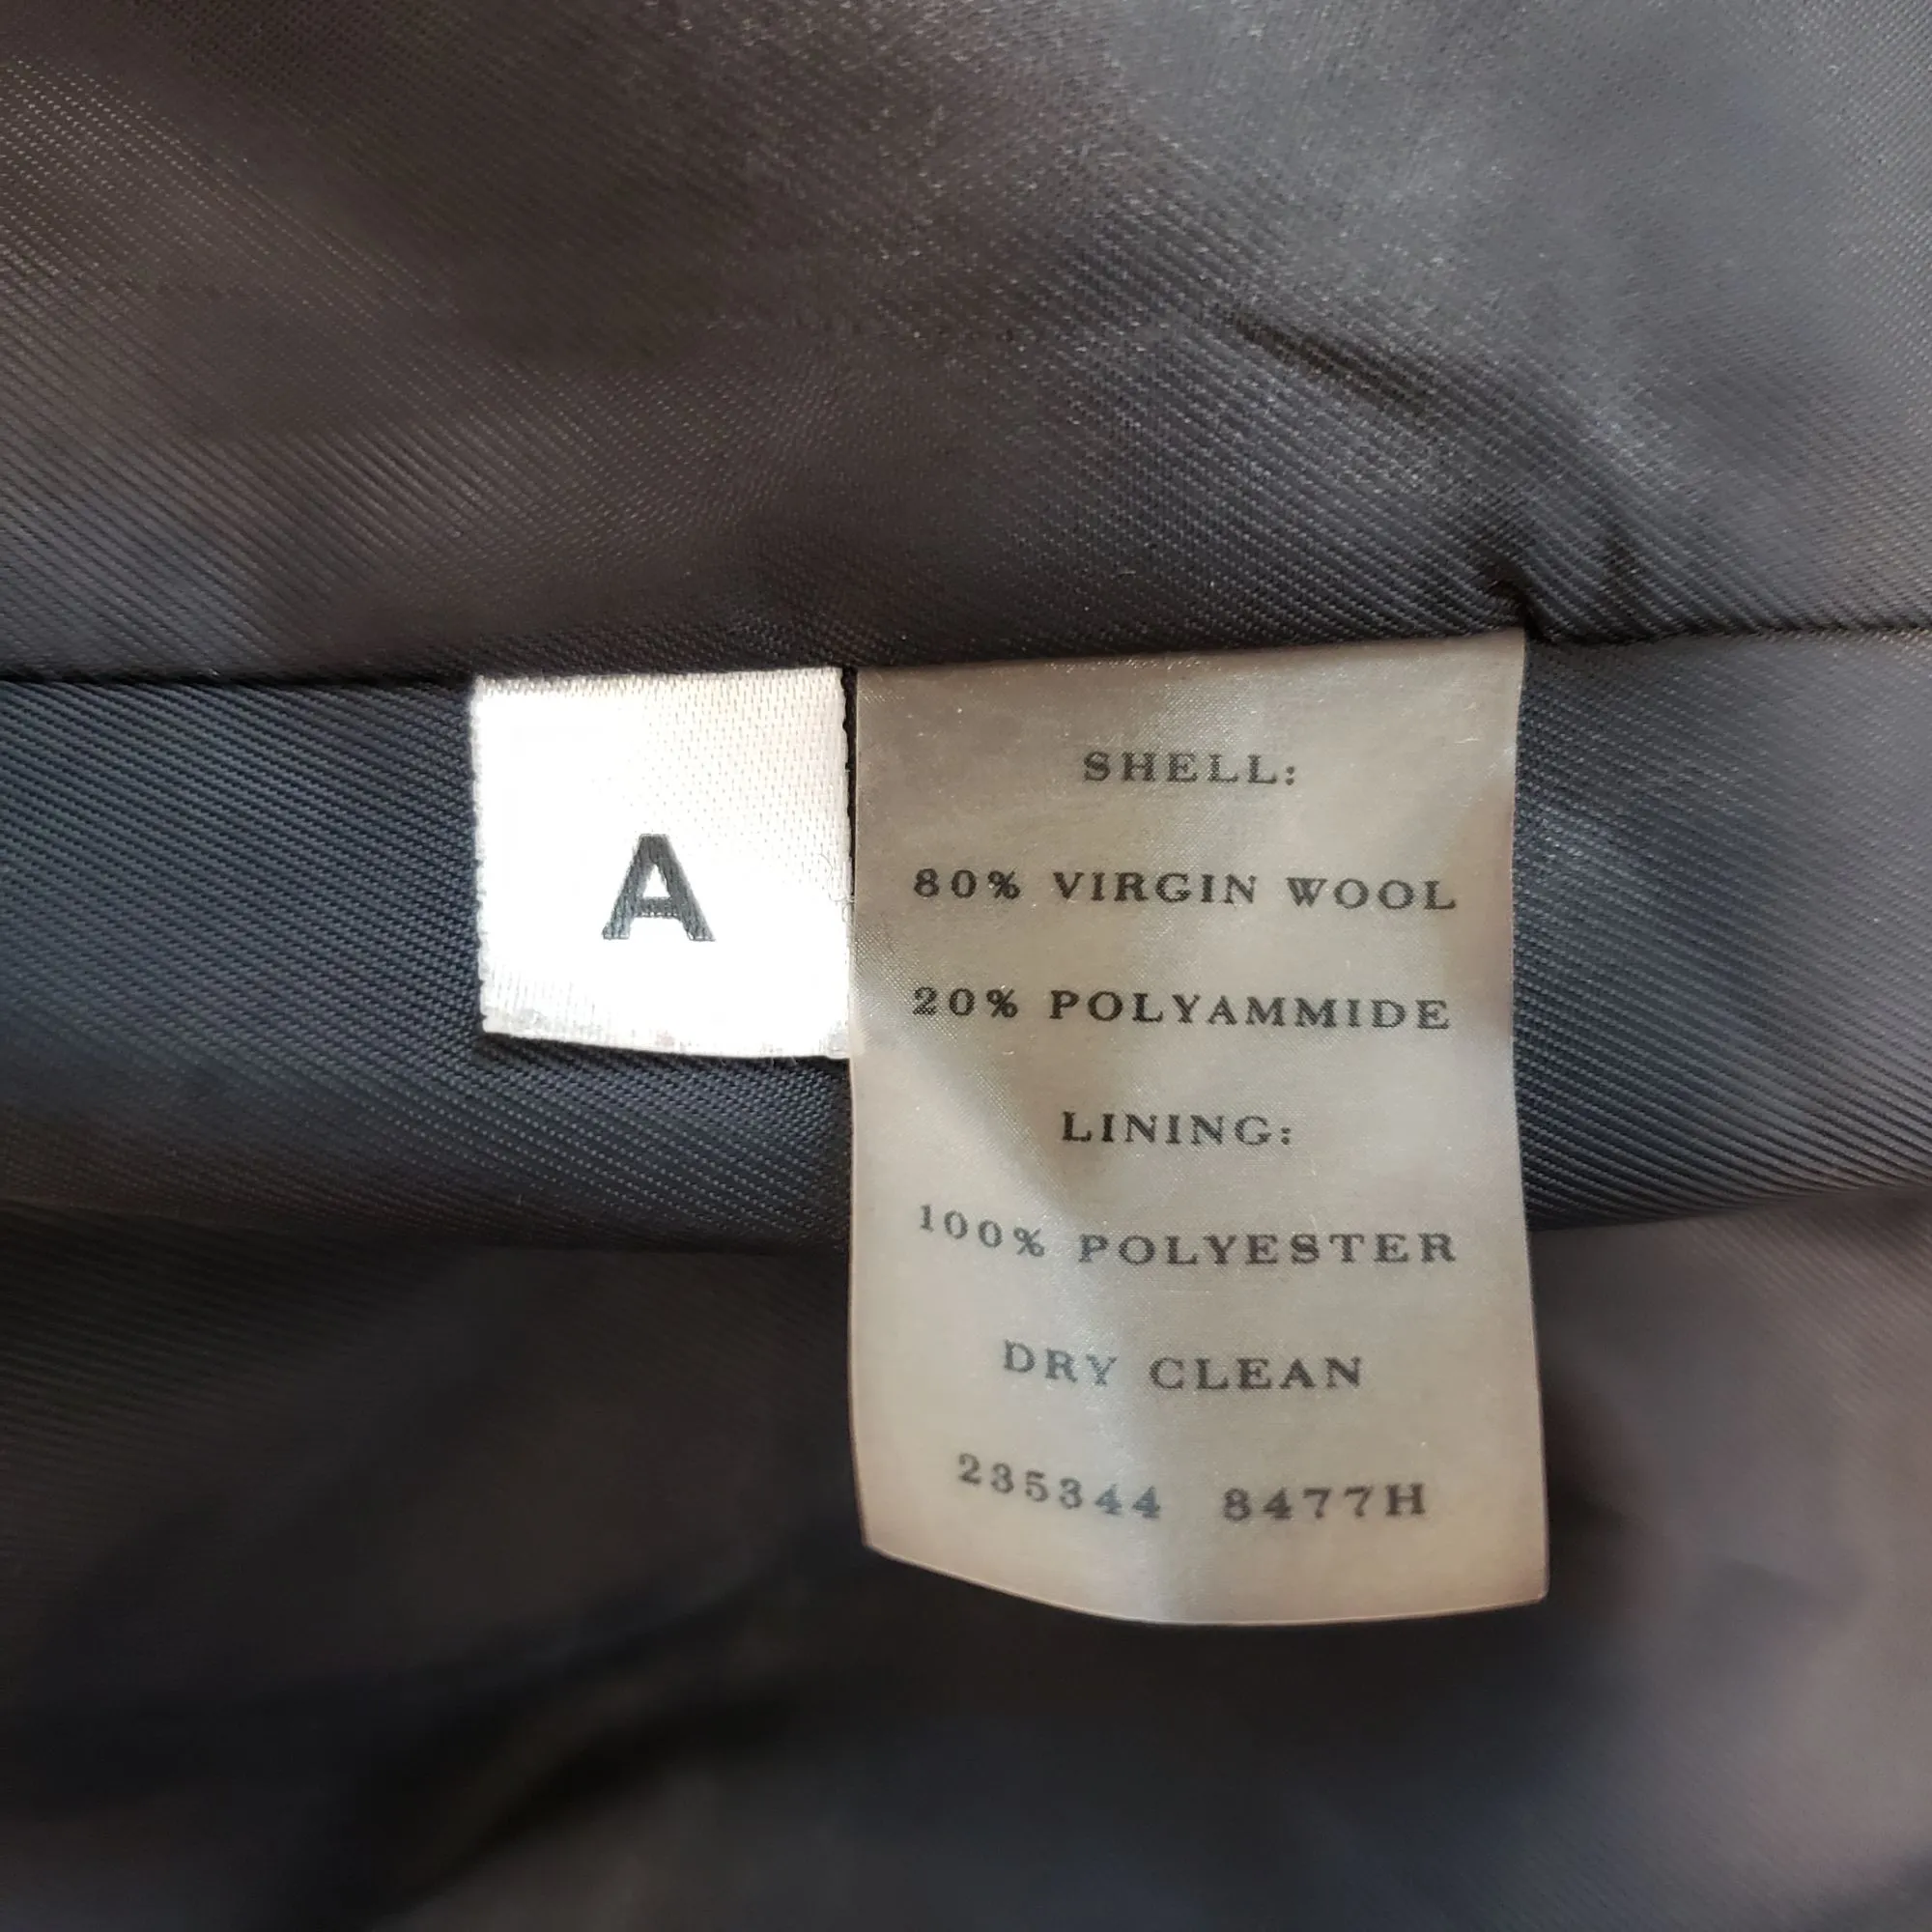 A
SHELL:
80% VIRGIN WOOL
20% POLYAMMIDE
LINING:
100% POLYESTER
DRY CLEAN
235344 8477H